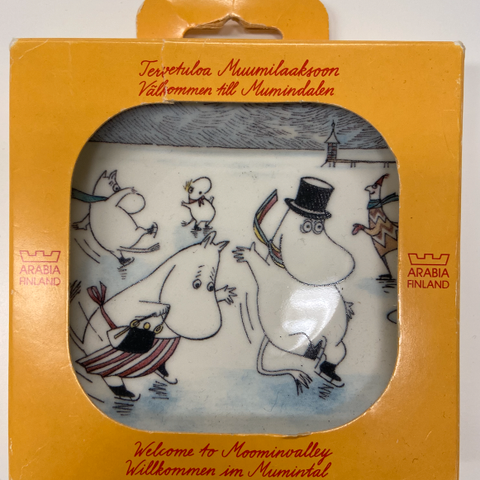 Tervetuloa Muumilaaksoon
Välkommen till Mumindalen
ARABIA
FINLAND
ARABIA
FINLAND
Welcome to Moominvalley
Willkommen im Mumintal